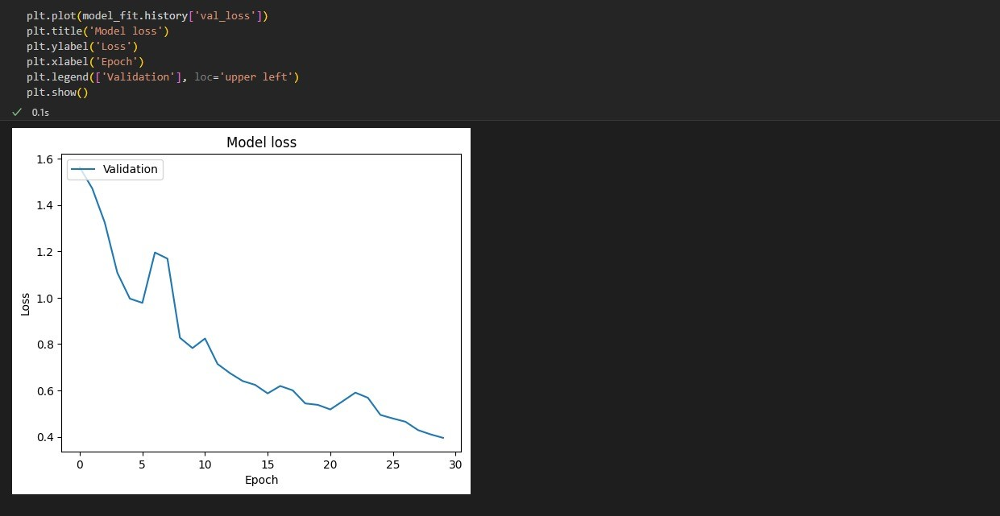 plt.plot(model_fit.history['val_loss'])
plt.title('Model loss')
plt.ylabel('Loss')
plt.xlabel('Epoch')
plt.legend(['Validation'], loc='upper left')
plt.show()
0.1s
Model loss
Validation
1.6
1.4
1.2
1.0
0.8
0.6
0.4
Loss
0 5 10 15 20 25 30
Epoch